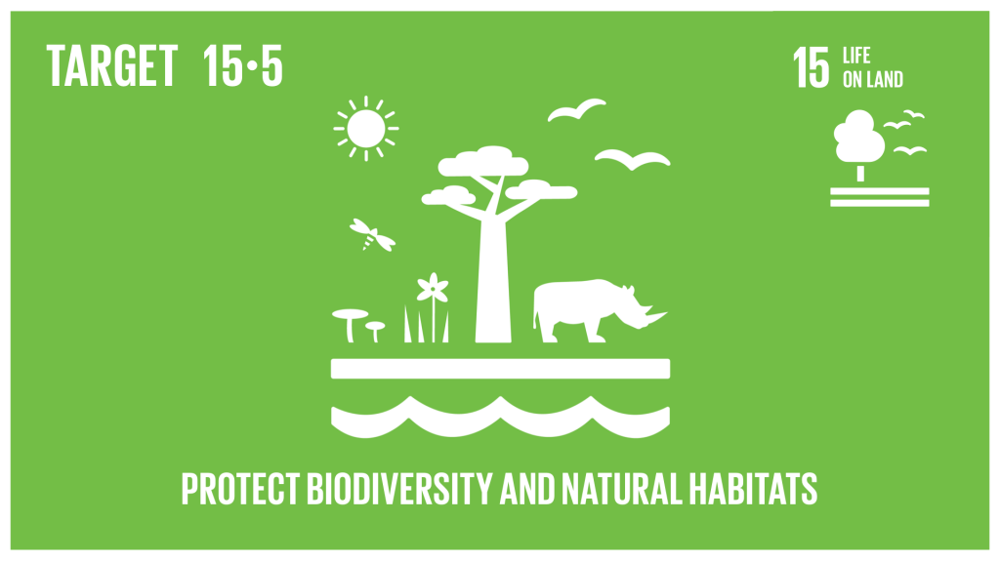 TARGET 15•5
15 LIFE
ON LAND
PROTECT BIODIVERSITY AND NATURAL HABITATS